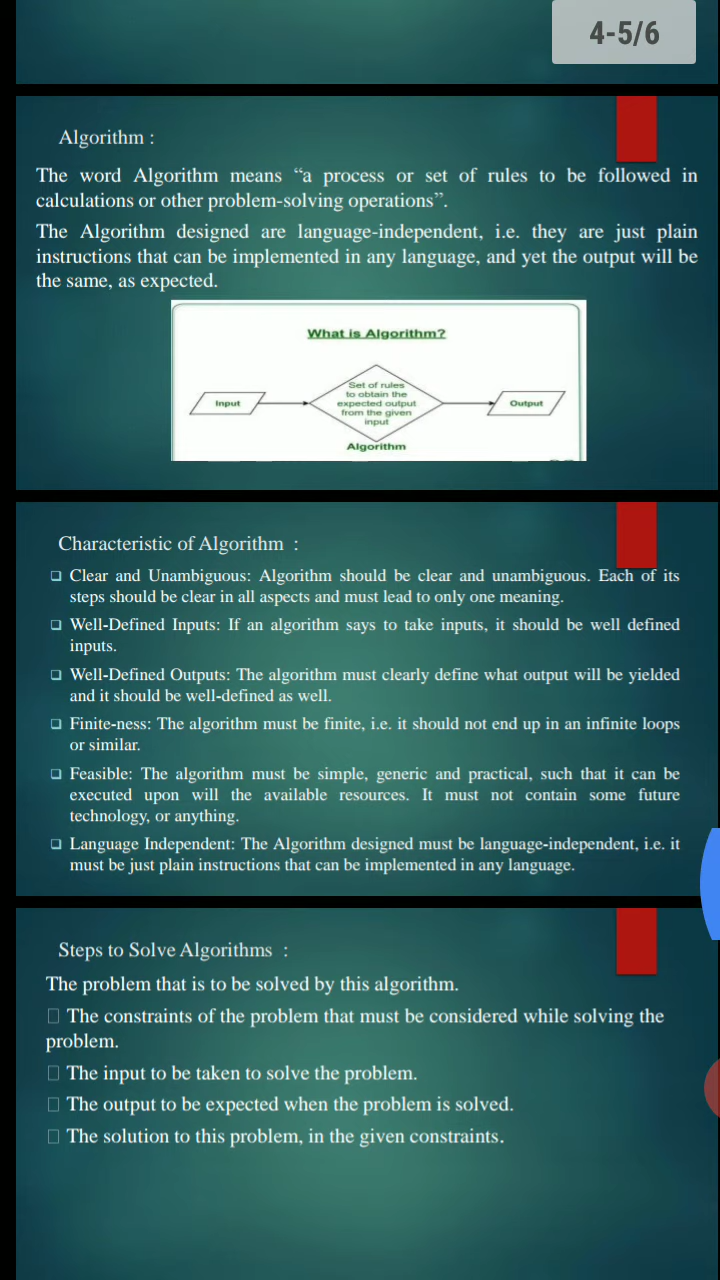 4-5/6
Algorithm :
The word Algorithm means “a process or set of rules to be followed in
calculations or other problem-solving operations”.
The Algorithm designed are language-independent, i.e. they are just plain
instructions that can be implemented in any language, and yet the output will be
the same, as expected.
What is Algorithm?
Input
Set of rules
to obtain the
expected output
from the given
input
Output
Algorithm
Characteristic of Algorithm :
❑ Clear and Unambiguous: Algorithm should be clear and unambiguous. Each of its
steps should be clear in all aspects and must lead to only one meaning.
❑ Well-Defined Inputs: If an algorithm says to take inputs, it should be well defined
inputs.
❑ Well-Defined Outputs: The algorithm must clearly define what output will be yielded
and it should be well-defined as well.
❑ Finite-ness: The algorithm must be finite, i.e. it should not end up in an infinite loops
or similar.
❑ Feasible: The algorithm must be simple, generic and practical, such that it can be
executed upon will the available resources. It must not contain some future
technology, or anything.
❑ Language Independent: The Algorithm designed must be language-independent, i.e. it
must be just plain instructions that can be implemented in any language.
Steps to Solve Algorithms :
The problem that is to be solved by this algorithm.
The constraints of the problem that must be considered while solving the
problem.
The input to be taken to solve the problem.
The output to be expected when the problem is solved.
The solution to this problem, in the given constraints.